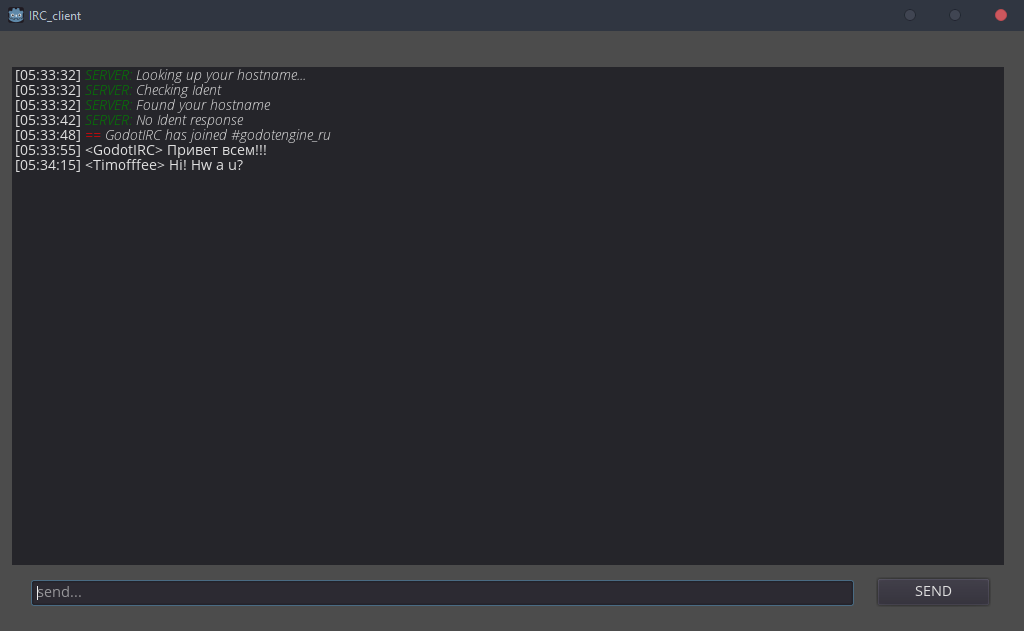 IRC_client
[05:33:32] SERVER: Looking up your hostname...
[05:33:32] SERVER: Checking Ident
[05:33:32] SERVER: Found your hostname
[05:33:42] SERVER: No Ident response
[05:33:48] == GodotIRC has joined #godotengine_ru
[05:33:55] <GodotIRC> Привет всем!!!
[05:34:15] <Timofffee> Hi! Hw a u?
send...
SEND